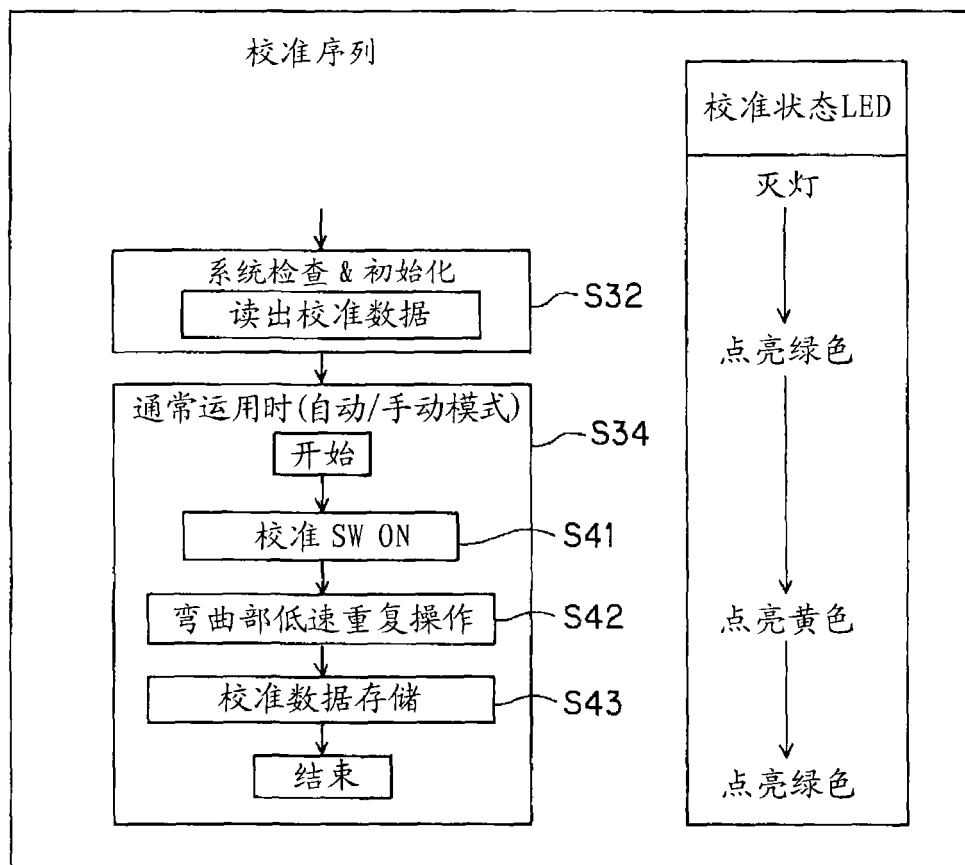 校准序列
系统检查 & 初始化
读出校准数据
S32
通常运用时(自动/手动模式)
S34
开始
校准 SW ON
S41
弯曲部低速重复操作
S42
校准数据存储
S43
结束
校准状态LED
灭灯
点亮绿色
点亮黄色
点亮绿色